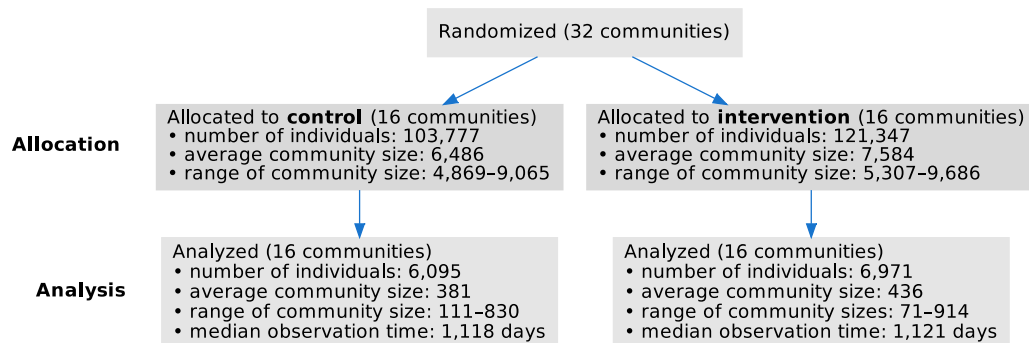 Randomized (32 communities)
Allocation
Allocated to control (16 communities)
• number of individuals: 103,777
• average community size: 6,486
• range of community size: 4,869–9,065
Allocated to intervention (16 communities)
• number of individuals: 121,347
• average community size: 7,584
• range of community size: 5,307–9,686
Analysis
Analyzed (16 communities)
• number of individuals: 6,095
• average community size: 381
• range of community size: 111–830
• median observation time: 1,118 days
Analyzed (16 communities)
• number of individuals: 6,971
• average community size: 436
• range of community sizes: 71–914
• median observation time: 1,121 days